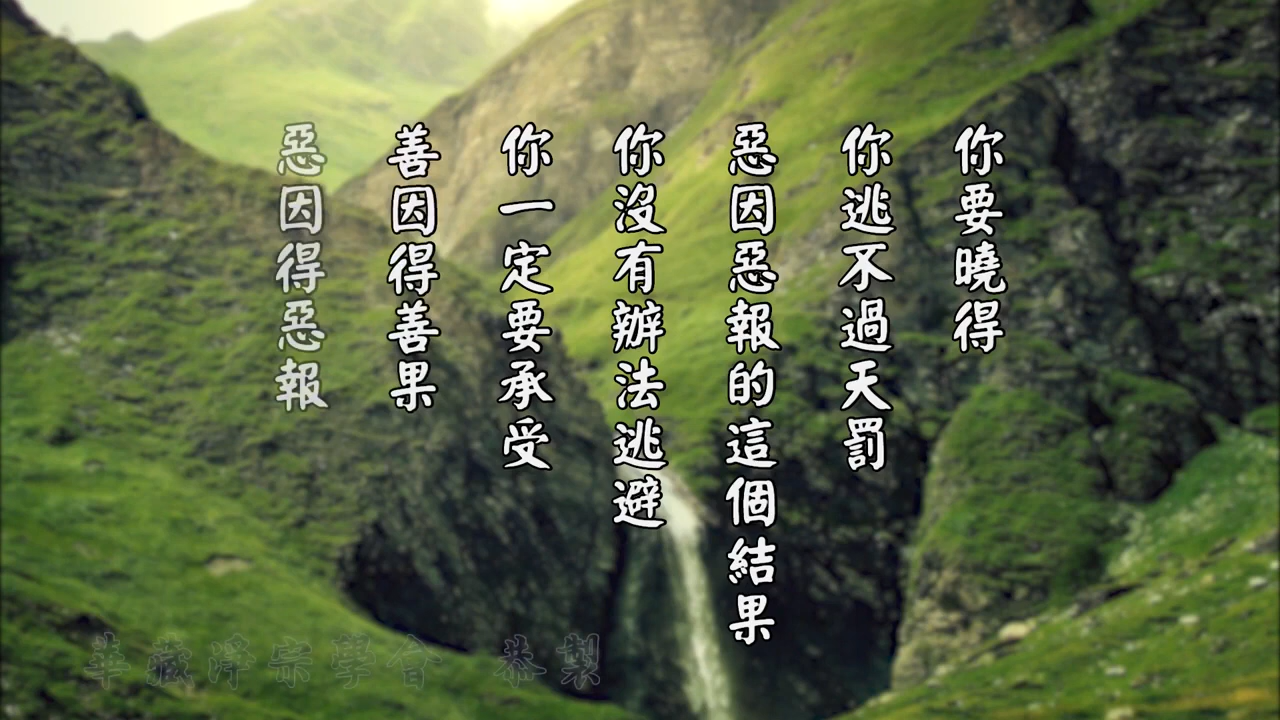 你要曉得
你逃不過天罰
惡因惡報的這個結果
你沒有辦法逃避
你一定要承受
善因得善果
惡因得惡報
華藏淨宗學會 恭製